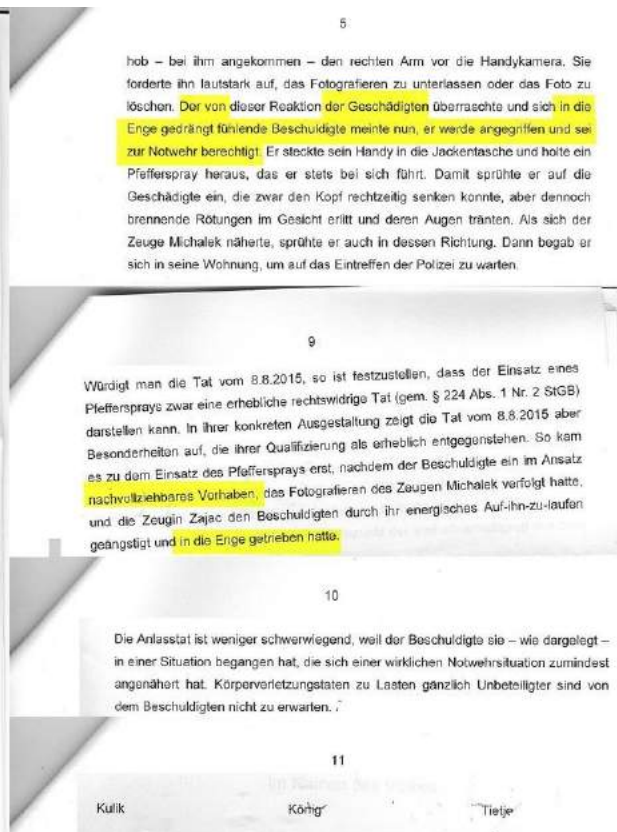 5
hob – bei ihm angekommen – den rechten Arm vor die Handykamera. Sie
forderte ihn lautstark auf, das Fotografieren zu unterlassen oder das Foto zu
löschen. Der von dieser Reaktion der Geschädigten überraschte und sich in die
Enge gedrängt fühlende Beschuldigte meinte nun, er werde angegriffen und sei
zur Notwehr berechtigt. Er steckte sein Handy in die Jackentasche und holte ein
Pfefferspray heraus, das er stets bei sich führt. Damit sprühte er auf die
Geschädigte ein, die zwar den Kopf rechtzeitig senken konnte, aber dennoch
brennende Rötungen im Gesicht erlitt und deren Augen tränten. Als sich der
Zeuge Michalek näherte, sprühte er auch in dessen Richtung. Dann begab er
sich in seine Wohnung, um auf das Eintreffen der Polizei zu warten.
9
Würdigt man die Tat vom 8.8.2015, so ist festzustellen, dass der Einsatz eines
Pfeffersprays zwar eine erhebliche rechtswidrige Tat (gem. § 224 Abs. 1 Nr. 2 StGB)
darstellen kann. In ihrer konkreten Ausgestaltung zeigt die Tat vom 8.8.2015 aber
Besonderheiten auf, die ihrer Qualifizierung als erheblich entgegenstehen. So kam
es zu dem Einsatz des Pfeffersprays erst, nachdem der Beschuldigte ein im Ansatz
nachvollziehbares Vorhaben, das Fotografieren des Zeugen Michalek verfolgt hatte,
und die Zeugin Zajac den Beschuldigten durch ihr energisches Auf-ihn-zu-laufen
geängstigt und in die Enge getrieben hatte.
10
Die Anlasstat ist weniger schwerwiegend, weil der Beschuldigte sie – wie dargelegt –
in einer Situation begangen hat, die sich einer wirklichen Notwehrsituation zumindest
angenähert hat. Körperverletzungstaten zu Lasten gänzlich Unbeteiligter sind von
dem Beschuldigten nicht zu erwarten.
11
Kulik König Tietje